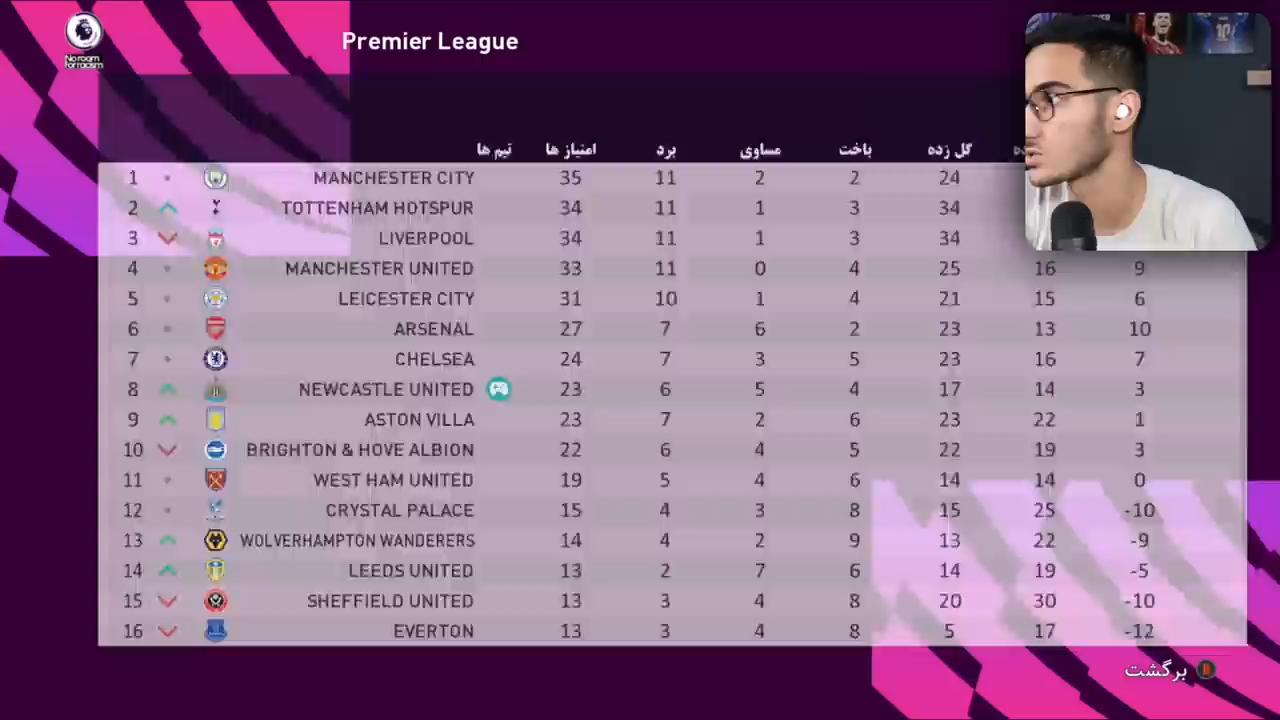 Premier League
No room
For racism
تیم ها امتیاز ها برد مساوی باخت گل زده
1 MANCHESTER CITY 35 11 2 2 24
2 TOTTENHAM HOTSPUR 34 11 1 3 34
3 LIVERPOOL 34 11 1 3 34
4 MANCHESTER UNITED 33 11 0 4 25 16 9
5 LEICESTER CITY 31 10 1 4 21 15 6
6 ARSENAL 27 7 6 2 23 13 10
7 CHELSEA 24 7 3 5 23 16 7
8 NEWCASTLE UNITED 23 6 5 4 17 14 3
9 ASTON VILLA 23 7 2 6 23 22 1
10 BRIGHTON & HOVE ALBION 22 6 4 5 22 19 3
11 WEST HAM UNITED 19 5 4 6 14 14 0
12 CRYSTAL PALACE 15 4 3 8 15 25 -10
13 WOLVERHAMPTON WANDERERS 14 4 2 9 13 22 -9
14 LEEDS UNITED 13 2 7 6 14 19 -5
15 SHEFFIELD UNITED 13 3 4 8 20 30 -10
16 EVERTON 13 3 4 8 5 17 -12
برگشت B